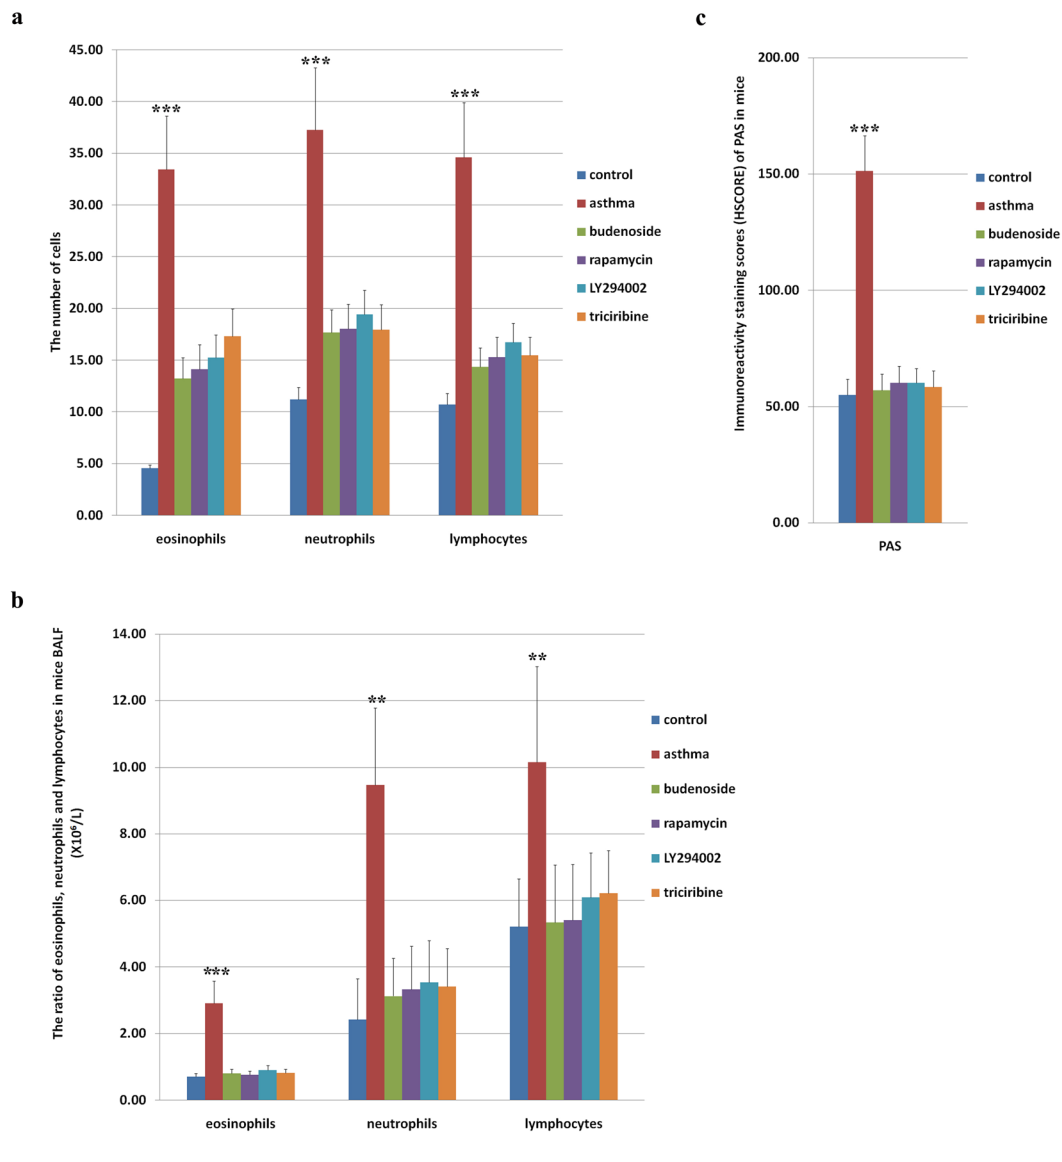 a
The number of cells
45.00
40.00
35.00
30.00
25.00
20.00
15.00
10.00
5.00
0.00
***
***
***
eosinophils
neutrophils
lymphocytes
control
asthma
budenoside
rapamycin
LY294002
triciribine
c
Immunoreactivity staining scores (HSCORE) of PAS in mice
200.00
150.00
100.00
50.00
0.00
***
PAS
control
asthma
budenoside
rapamycin
LY294002
triciribine
b
The ratio of eosinophils, neutrophils and lymphocytes in mice BALF
(X10⁶/L)
14.00
12.00
10.00
8.00
6.00
4.00
2.00
0.00
***
**
**
eosinophils
neutrophils
lymphocytes
control
asthma
budenoside
rapamycin
LY294002
triciribine